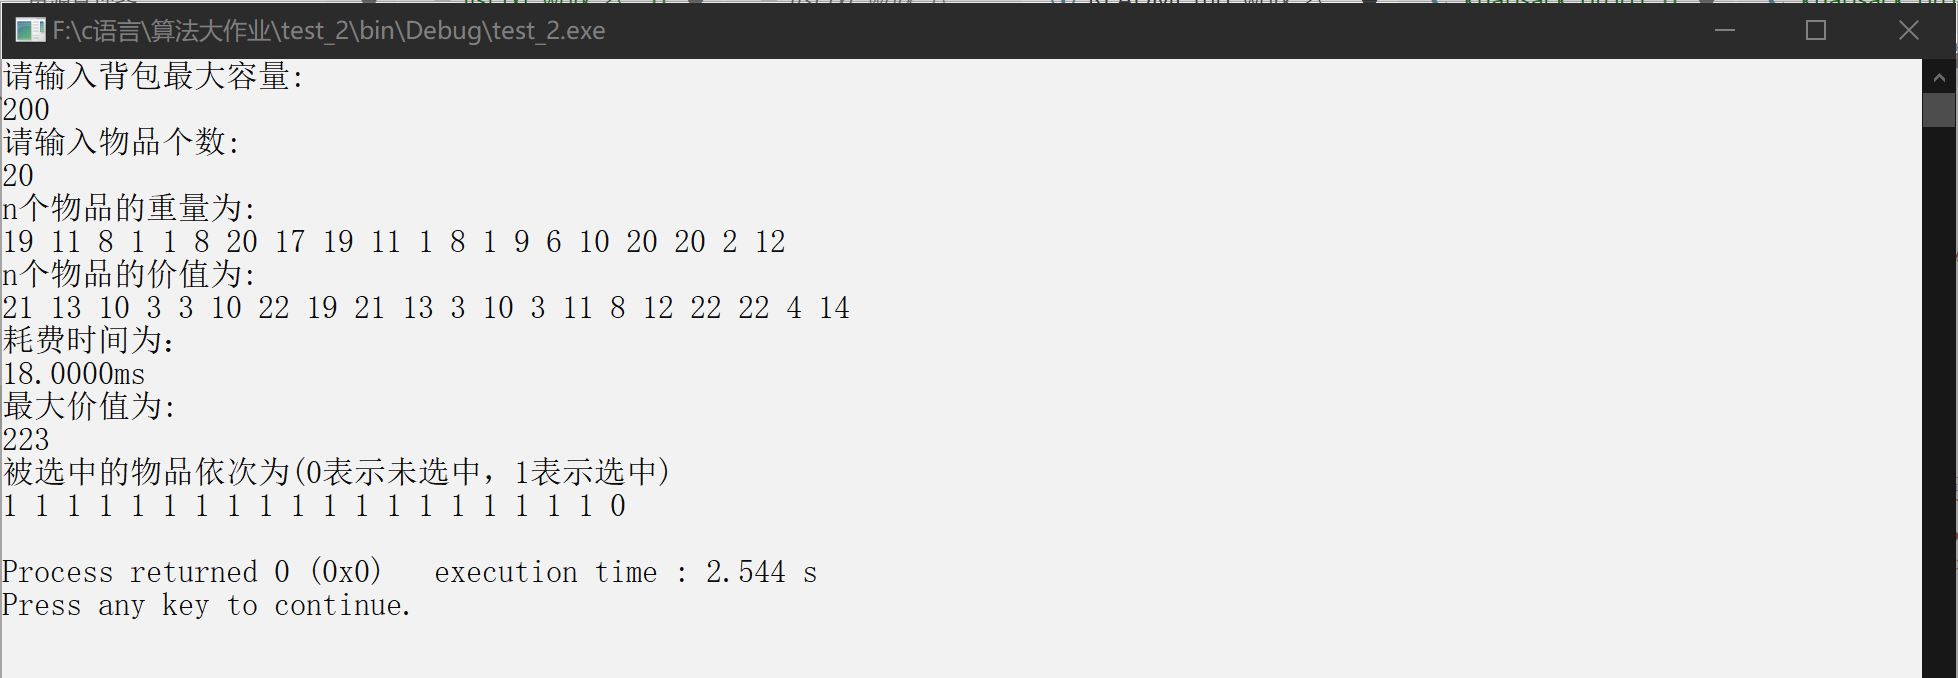 F:\c语言\算法大作业\test_2\bin\Debug\test_2.exe
请输入背包最大容量:
200
请输入物品个数:
20
n个物品的重量为:
19 11 8 1 1 8 20 17 19 11 1 8 1 9 6 10 20 20 2 12
n个物品的价值为:
21 13 10 3 3 10 22 19 21 13 3 10 3 11 8 12 22 22 4 14
耗费时间为:
18.0000ms
最大价值为:
223
被选中的物品依次为(0表示未选中，1表示选中)
1 1 1 1 1 1 1 1 1 1 1 1 1 1 1 1 1 1 1 0
Process returned 0 (0x0)   execution time : 2.544 s
Press any key to continue.